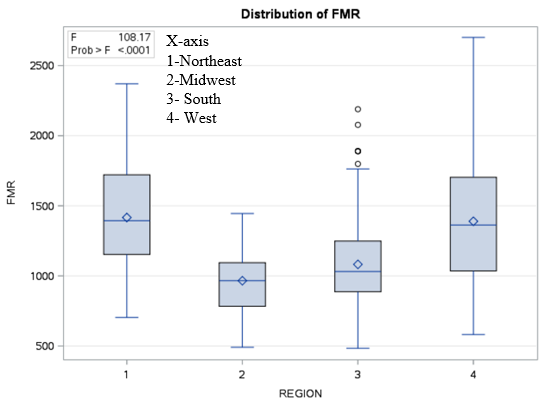 Distribution of FMR
F 108.17
Prob > F <.0001
X-axis
1-Northeast
2-Midwest
3- South
4- West
FMR
2500
2000
1500
1000
500
1 2 3 4
REGION